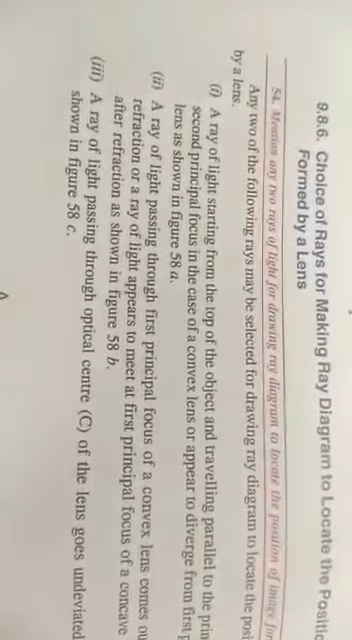 9.8.6. Choice of Rays for Making Ray Diagram to Locate the
Formed by a Lens
54. Mention any two rays of light for drawing ray diagram to locate the position of image
Any two of the following rays may be selected for drawing ray diagram to locate the
by a lens.
(i) A ray of light starting from the top of the object and travelling parallel to the
second principal focus in the case of a convex lens or appear to diverge from first
lens as shown in figure 58 a.
(ii) A ray of light passing through first principal focus of a convex lens comes
refraction or a ray of light appears to meet at first principal focus of a concave
after refraction as shown in figure 58 b.
(iii) A ray of light passing through optical centre (C) of the lens goes undeviated
shown in figure 58 c.